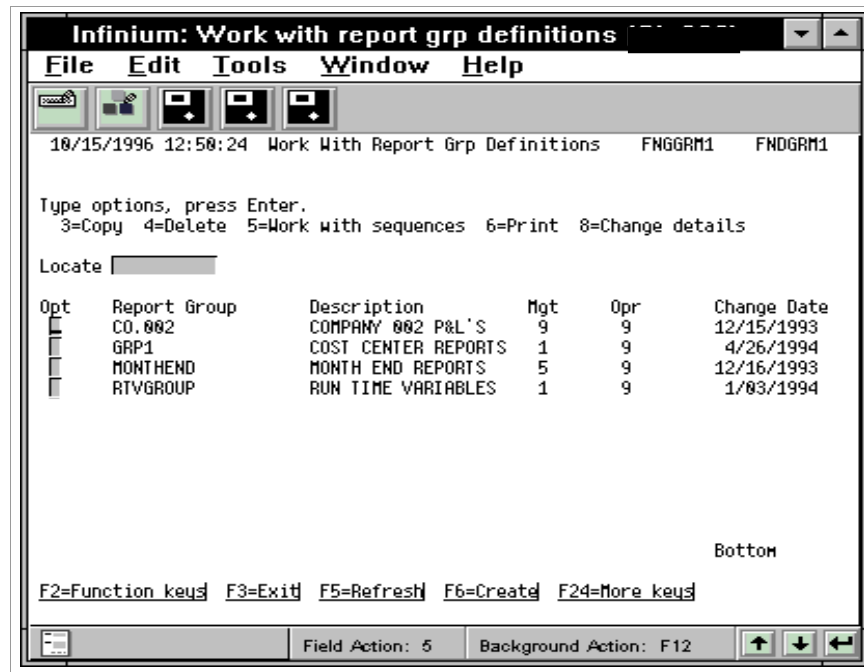 Infinium: Work with report grp definitions
File Edit Tools Window Help
10/15/1996 12:50:24 Work With Report Grp Definitions FNGGRM1 FNDGRM1
Type options, press Enter.
3=Copy 4=Delete 5=Work with sequences 6=Print 8=Change details
Locate
Opt Report Group Description Mgt Opr Change Date
CO.002 COMPANY 002 P&L'S 9 9 12/15/1993
GRP1 COST CENTER REPORTS 1 9 4/26/1994
MONTHEND MONTH END REPORTS 5 9 12/16/1993
RTVGROUP RUN TIME VARIABLES 1 9 1/03/1994
Bottom
F2=Function keys F3=Exit F5=Refresh F6=Create F24=More keys
Field Action: 5 Background Action: F12